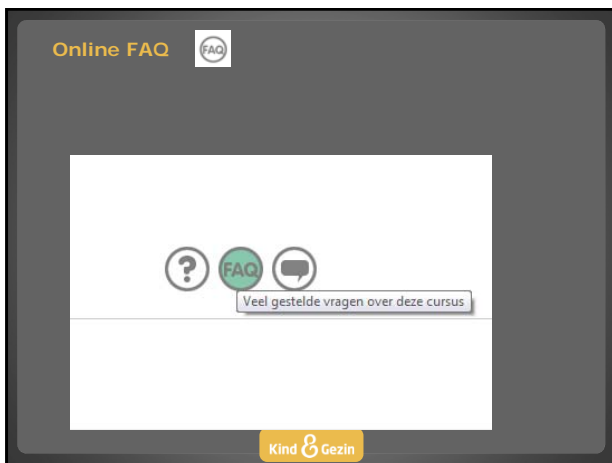 Online FAQ FAQ
? FAQ
Veel gestelde vragen over deze cursus
Kind & Gezin